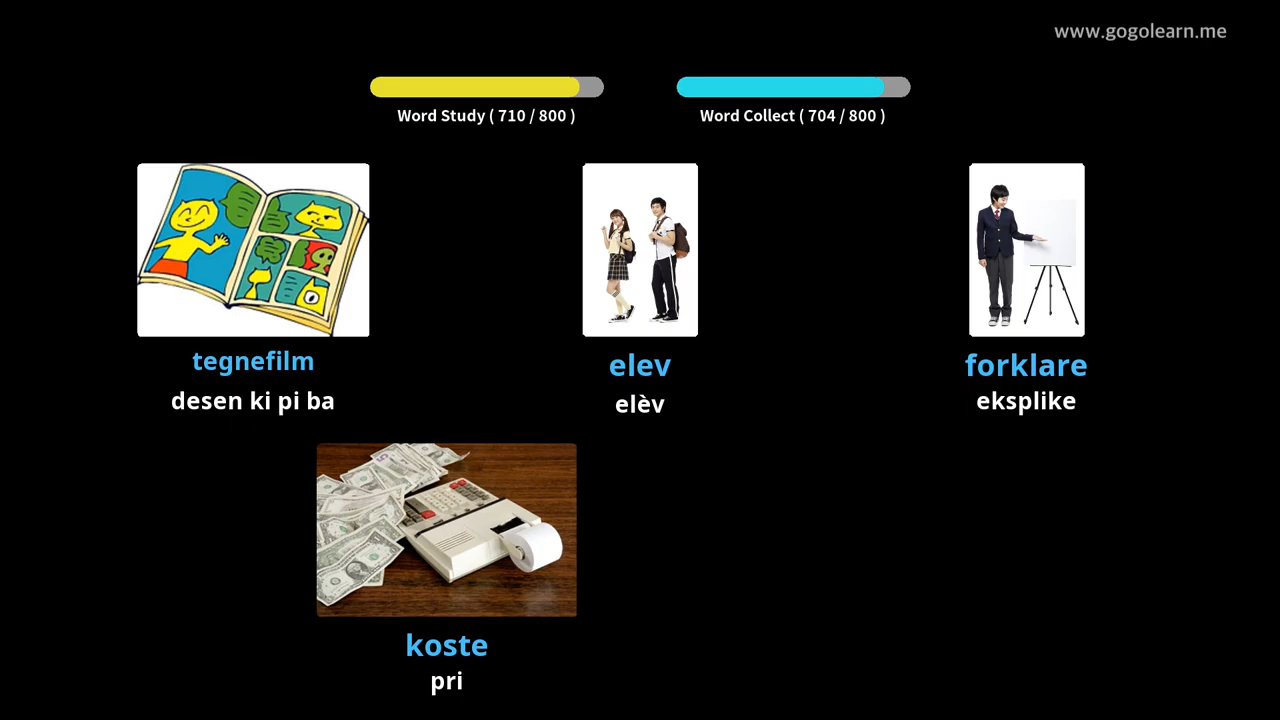 www.gogolearn.me
Word Study ( 710 / 800 )
Word Collect ( 704 / 800 )
tegnefilm
desen ki pi ba
elev
elèv
forklare
eksplike
koste
pri